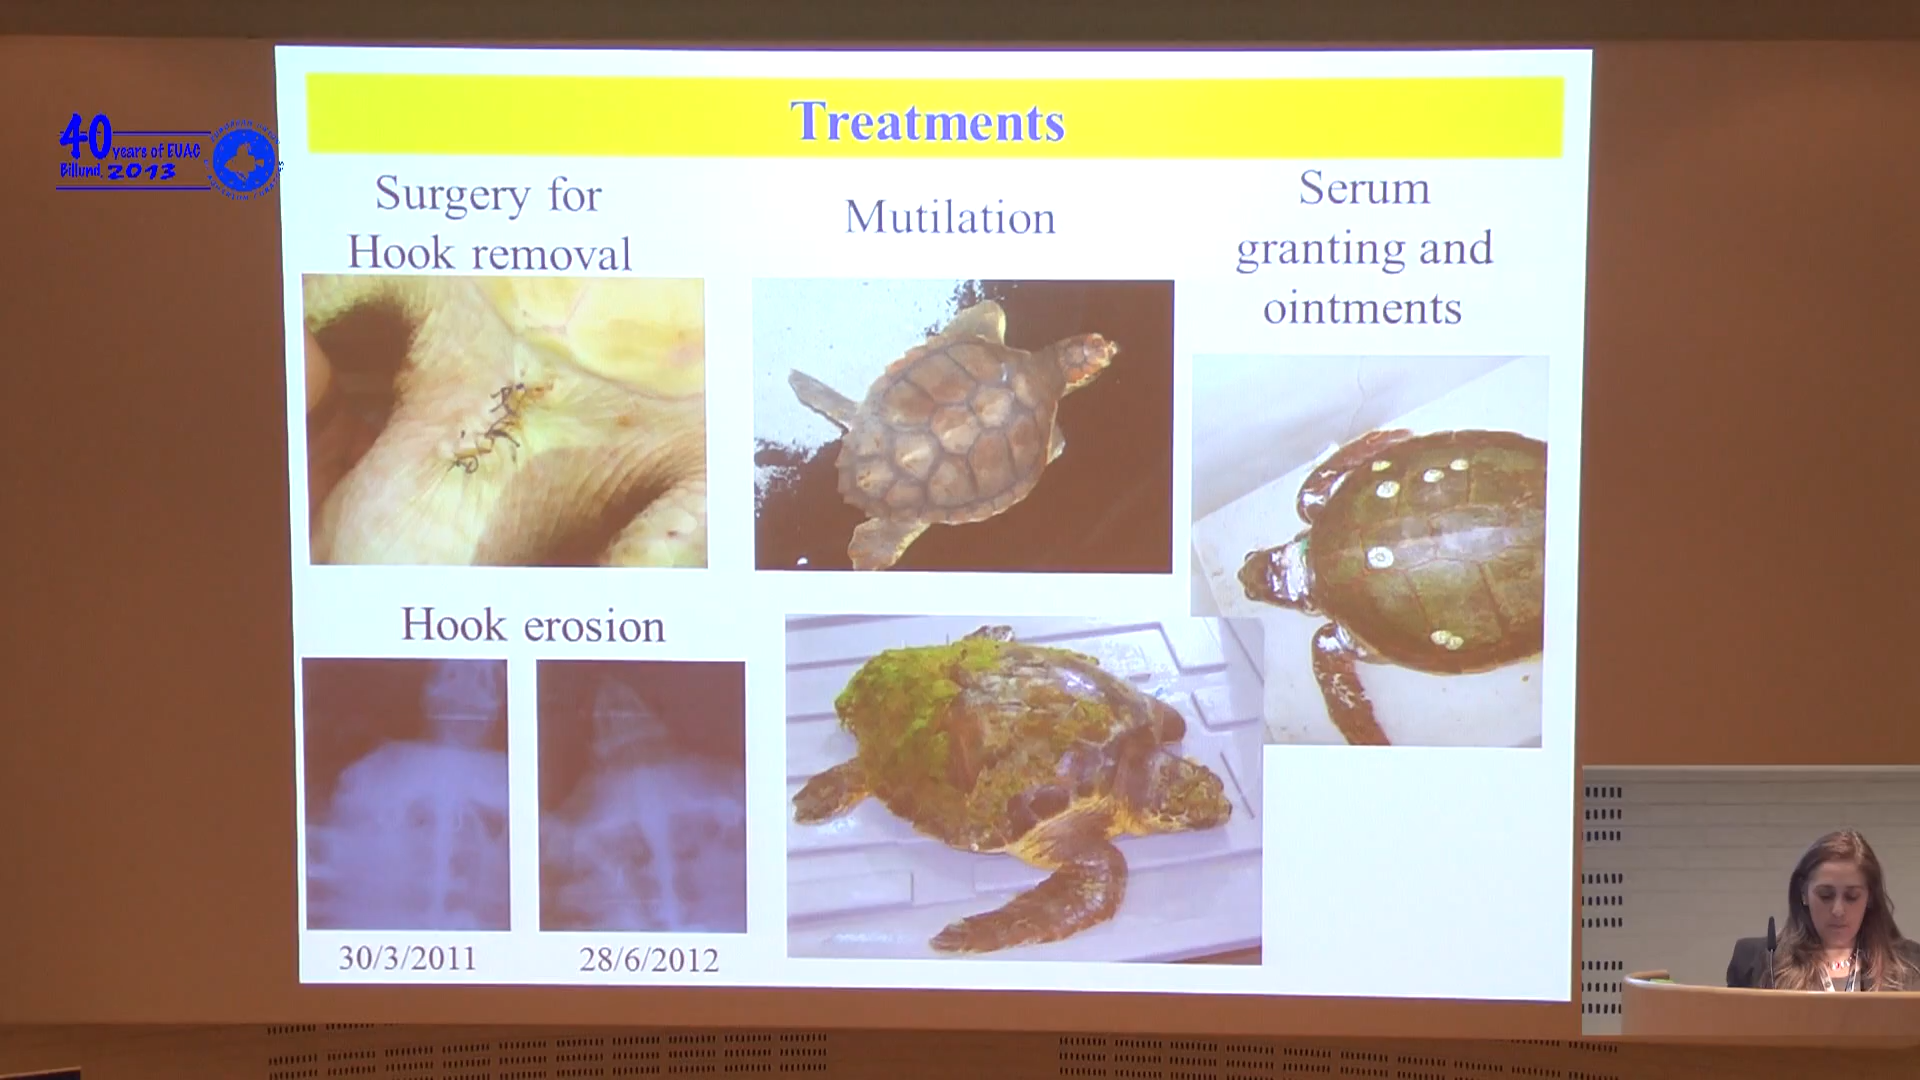 40
years of EUAC
Billund, 2013
Treatments
Surgery for
Hook removal
Mutilation
Serum
granting and
ointments
Hook erosion
30/3/2011
28/6/2012